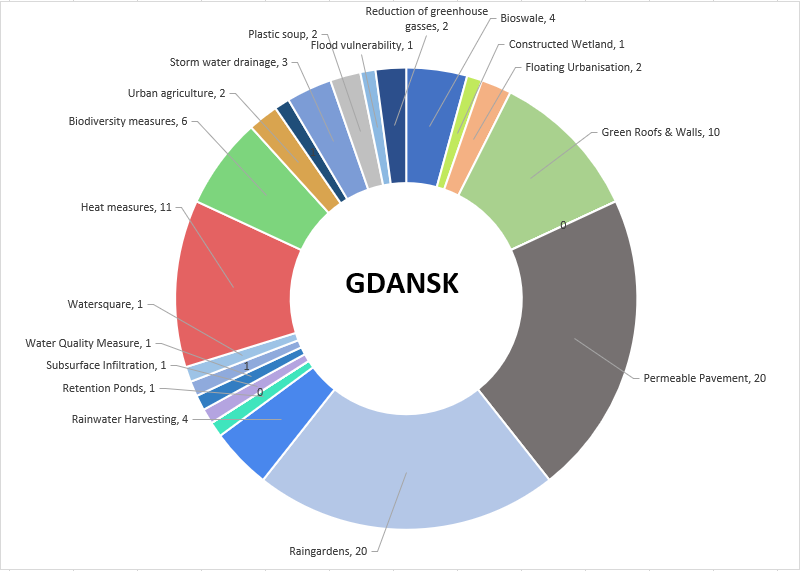 Reduction of greenhouse
gasses, 2
Bioswale, 4
Plastic soup, 2
Flood vulnerability, 1
Constructed Wetland, 1
Storm water drainage, 3
Floating Urbanisation, 2
Urban agriculture, 2
Biodiversity measures, 6
Green Roofs & Walls, 10
Heat measures, 11
0
GDANSK
Watersquare, 1
Water Quality Measure, 1
Subsurface Infiltration, 1
1
Permeable Pavement, 20
Retention Ponds, 1
0
Rainwater Harvesting, 4
Raingardens, 20